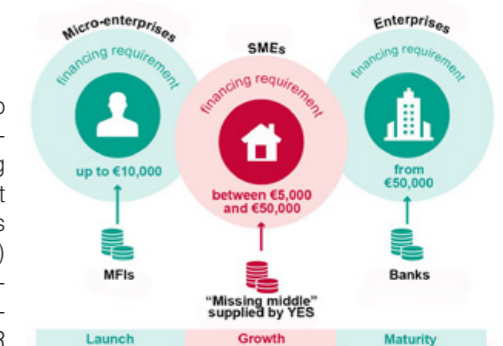 Micro-enterprises
financing requirement
up to €10,000
MFIs
SMEs
financing requirement
between €5,000
and €50,000
"Missing middle"
supplied by YES
Enterprises
financing requirement
from
€50,000
Banks
Launch
Growth
Maturity